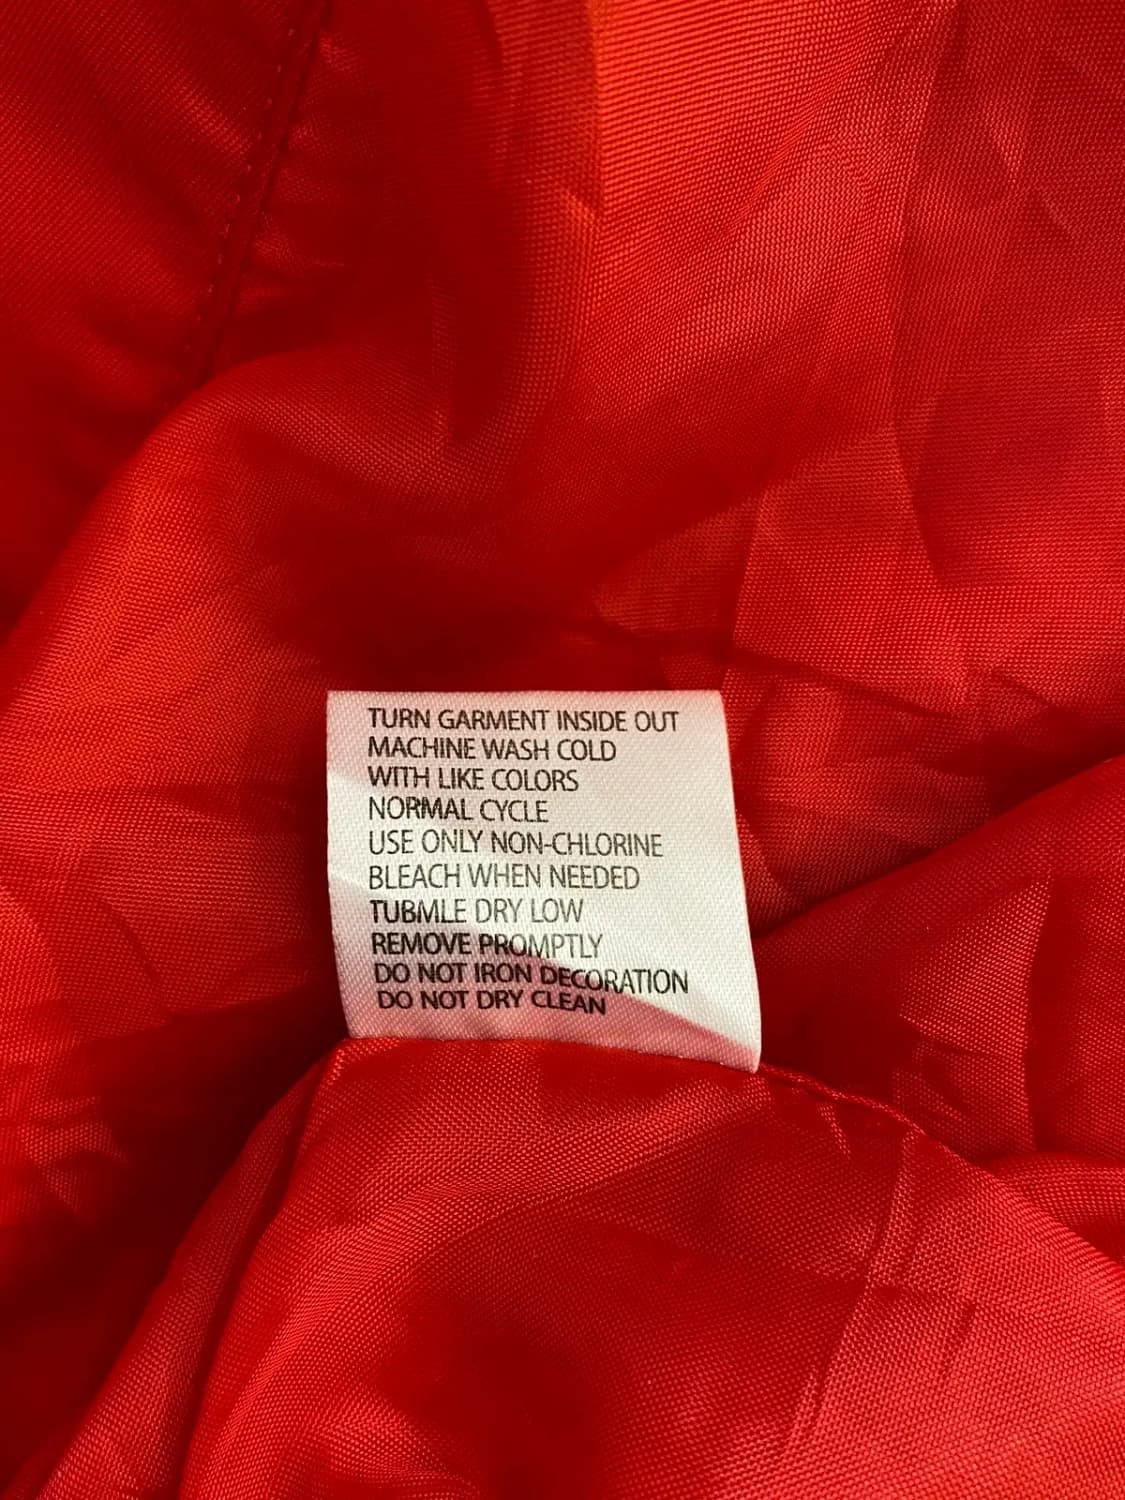 TURN GARMENT INSIDE OUT
MACHINE WASH COLD
WITH LIKE COLORS
NORMAL CYCLE
USE ONLY NON-CHLORINE
BLEACH WHEN NEEDED
TUBMLE DRY LOW
REMOVE PROMPTLY
DO NOT IRON DECORATION
DO NOT DRY CLEAN